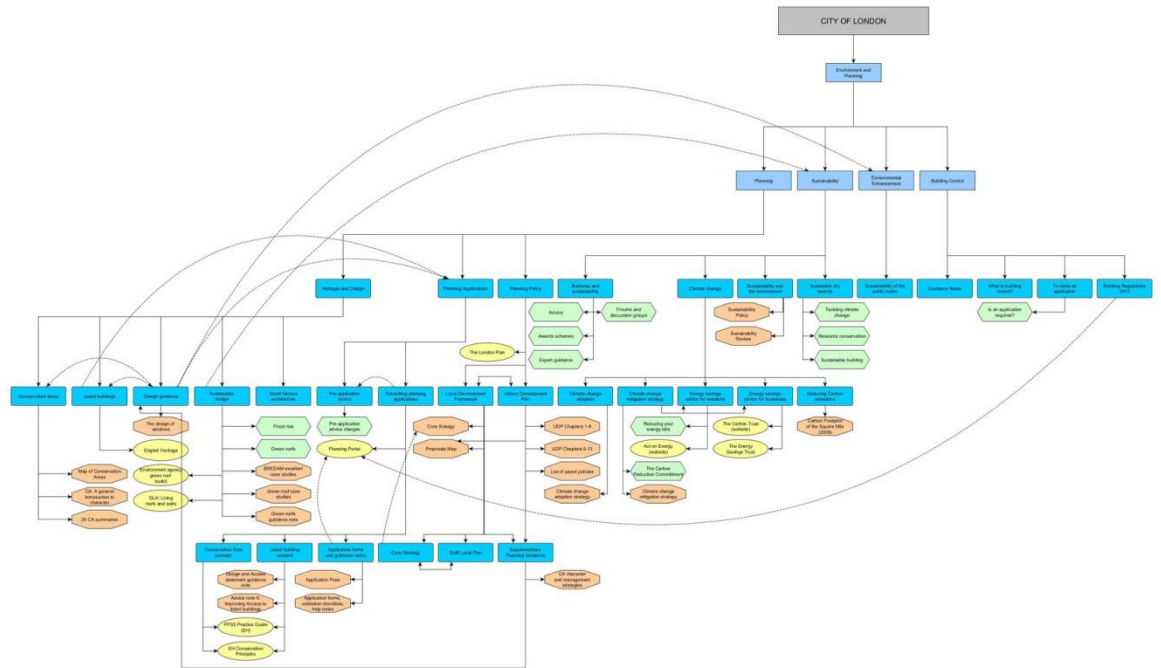 CITY OF LONDON
Environment and
Planning
Planning
Sustainability
Environmental
Enhancement
Building Control
Heritage and Design
Planning Applications
Planning Policy
Business and
sustainability
Climate change
Sustainability
and the environment
Sustainable city
awards
Sustainability of the
public realm
Guidance Notes
What is building
control?
To make an
application
Building Regulations
2010
Advice
Forums and
discussion groups
Awards schemes
Expert guidance
The London Plan
Sustainability
Policy
Sustainability
Review
Tackling climate
change
Resource conservation
Sustainable building
Is an application
required?
Conservation areas
Listed buildings
Design guidance
Sustainable
design
World famous
architecture
Pre-application
advice
Submitting planning
applications
Local Development
Framework
Unitary Development
Plan
Climate change
adaption
Climate change
mitigation strategy
Energy saving
advice for residents
Energy saving
advice for businesses
Reducing Carbon
emissions
The design of
windows
English Heritage
Environment agency
green roof
toolkit
GLA: Living
roofs and walls
Map of Conservation
Areas
CA: A general
introduction to
character
26 CA summaries
Flood risk
Green roofs
BREEAM excellent
case studies
Green roof case
studies
Green roofs
guidance note
Pre-application
advice charges
Planning Portal
Core Strategy
Proposals Map
UDP Chapters 1-8
UDP Chapters 9-13
List of saved policies
Climate change
adaption strategy
Reducing your
energy bills
Act on Energy
(website)
The Carbon
Reduction Commitment
Climate change
mitigation strategy
The Carbon Trust
(website)
The Energy
Savings Trust
Carbon Footprint
of the Square Mile
(2009)
Conservation Area
consent
Listed building
consent
Application forms
and guidance notes
Core Strategy
Draft Local Plan
Supplementary
Planning Guidance
Design and Access
statement guidance
note
Advice note 6:
Improving Access to
listed buildings
PPS5 Practice Guide
(EH)
EH Conservation
Principles
Application Fees
Application forms,
validation checklists,
help notes
CA character
and management
strategies